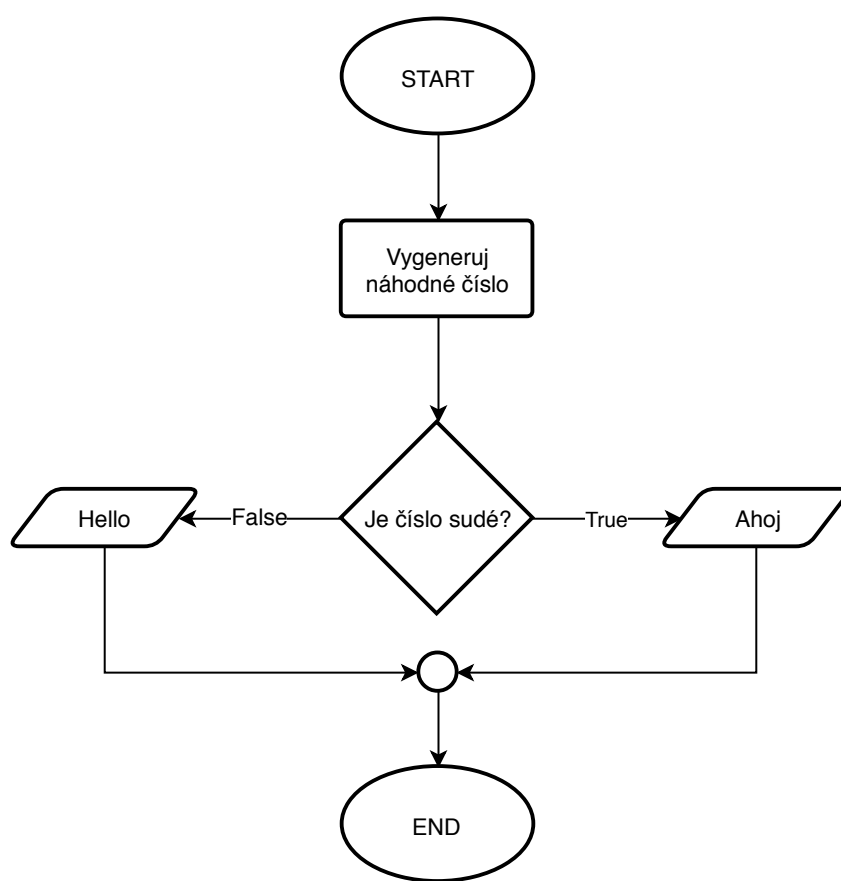 START
Vygeneruj
náhodné číslo
Hello
False
Je číslo sudé?
True
Ahoj
END